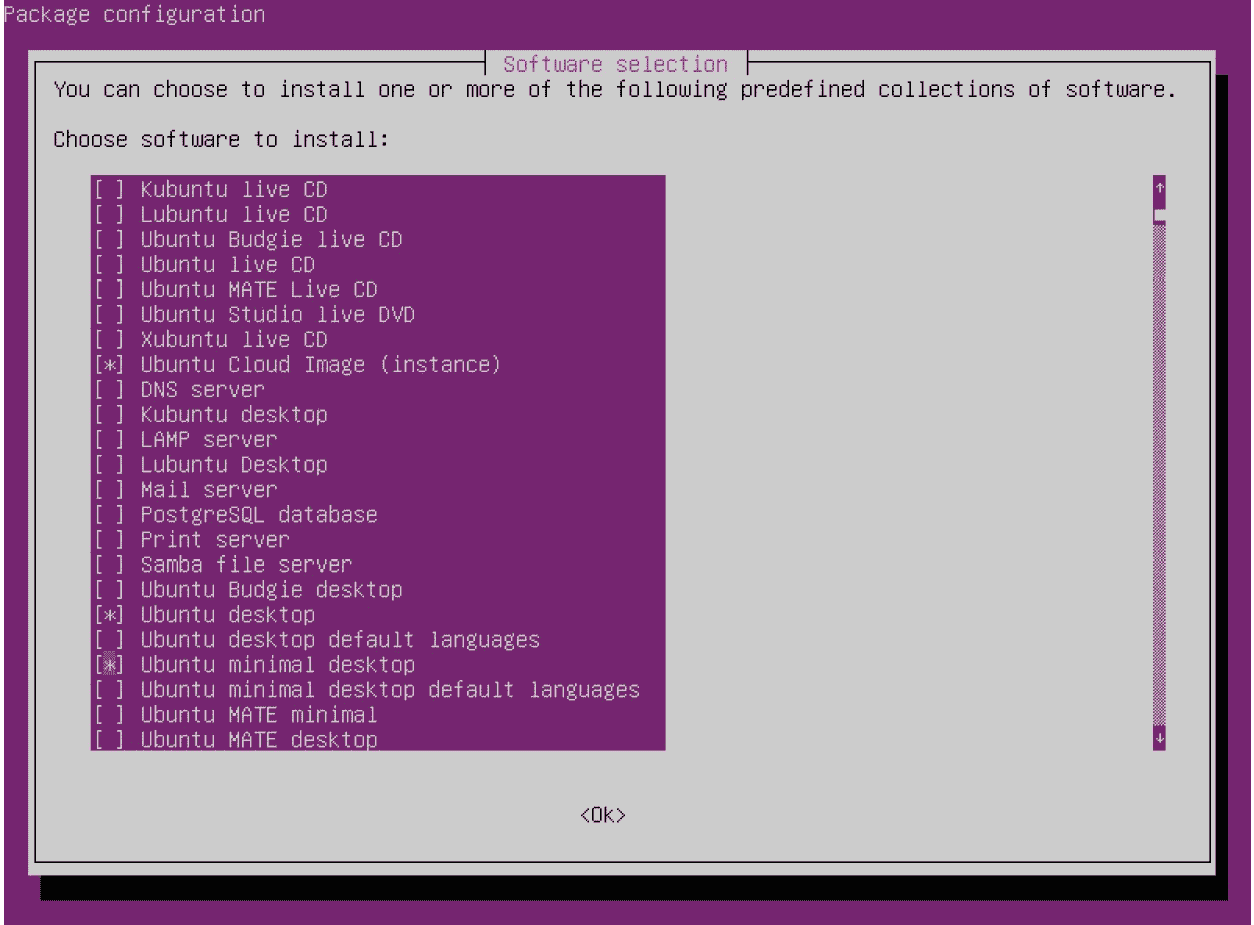 Package configuration
Software selection
You can choose to install one or more of the following predefined collections of software.
Choose software to install:
[ ] Kubuntu live CD
[ ] Lubuntu live CD
[ ] Ubuntu Budgie live CD
[ ] Ubuntu live CD
[ ] Ubuntu MATE Live CD
[ ] Ubuntu Studio live DVD
[ ] Xubuntu live CD
[*] Ubuntu Cloud Image (instance)
[ ] DNS server
[ ] Kubuntu desktop
[ ] LAMP server
[ ] Lubuntu Desktop
[ ] Mail server
[ ] PostgreSQL database
[ ] Print server
[ ] Samba file server
[ ] Ubuntu Budgie desktop
[*] Ubuntu desktop
[ ] Ubuntu desktop default languages
[*] Ubuntu minimal desktop
[ ] Ubuntu minimal desktop default languages
[ ] Ubuntu MATE minimal
[ ] Ubuntu MATE desktop
<Ok>